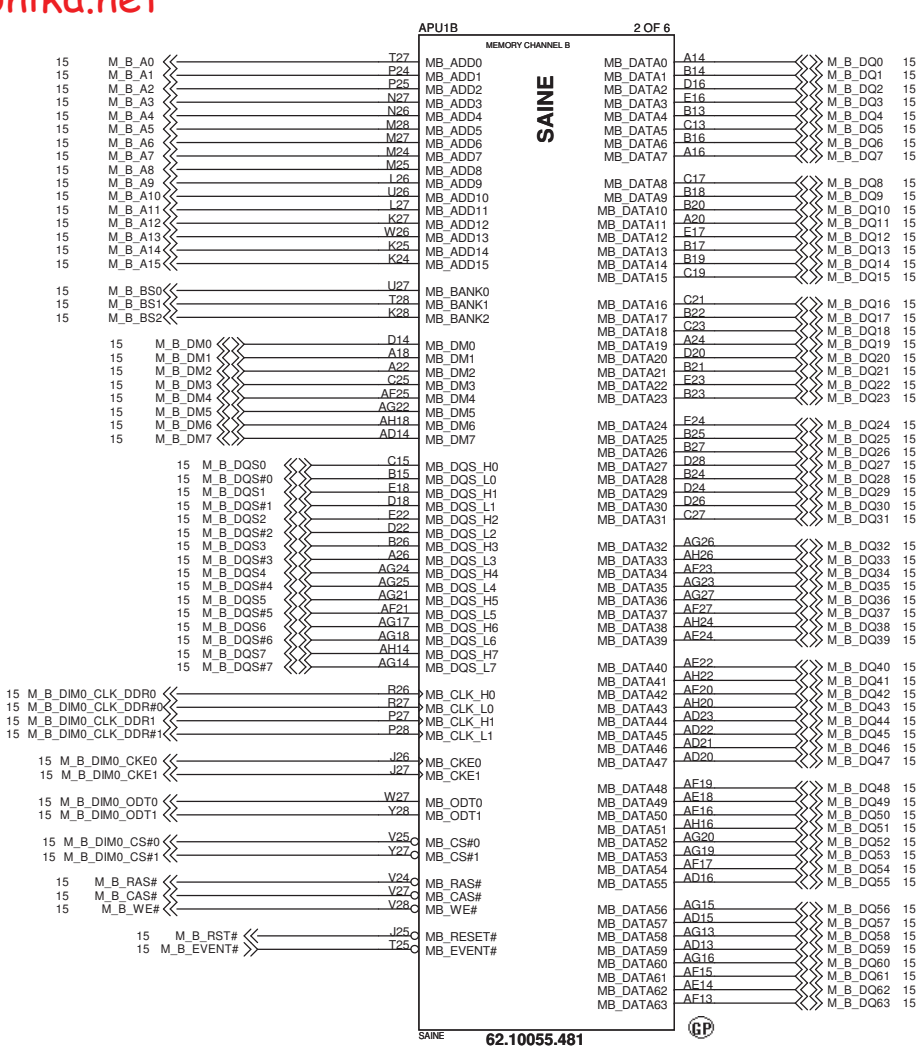 APU1B 2 OF 6
MEMORY CHANNEL B
SAINE
15 M_B_A0 T27 MB_ADD0
15 M_B_A1 P24 MB_ADD1
15 M_B_A2 P25 MB_ADD2
15 M_B_A3 N27 MB_ADD3
15 M_B_A4 N26 MB_ADD4
15 M_B_A5 M28 MB_ADD5
15 M_B_A6 M27 MB_ADD6
15 M_B_A7 M24 MB_ADD7
15 M_B_A8 M25 MB_ADD8
15 M_B_A9 L26 MB_ADD9
15 M_B_A10 U26 MB_ADD10
15 M_B_A11 L27 MB_ADD11
15 M_B_A12 K27 MB_ADD12
15 M_B_A13 W26 MB_ADD13
15 M_B_A14 K25 MB_ADD14
15 M_B_A15 K24 MB_ADD15
15 M_B_BS0 U27 MB_BANK0
15 M_B_BS1 T28 MB_BANK1
15 M_B_BS2 K28 MB_BANK2
15 M_B_DM0 D14 MB_DM0
15 M_B_DM1 A18 MB_DM1
15 M_B_DM2 A22 MB_DM2
15 M_B_DM3 C25 MB_DM3
15 M_B_DM4 AF25 MB_DM4
15 M_B_DM5 AG22 MB_DM5
15 M_B_DM6 AH18 MB_DM6
15 M_B_DM7 AD14 MB_DM7
15 M_B_DQS0 C15 MB_DQS_H0
15 M_B_DQS#0 B15 MB_DQS_L0
15 M_B_DQS1 E18 MB_DQS_H1
15 M_B_DQS#1 D18 MB_DQS_L1
15 M_B_DQS2 E22 MB_DQS_H2
15 M_B_DQS#2 D22 MB_DQS_L2
15 M_B_DQS3 B26 MB_DQS_H3
15 M_B_DQS#3 A26 MB_DQS_L3
15 M_B_DQS4 AG24 MB_DQS_H4
15 M_B_DQS#4 AG25 MB_DQS_L4
15 M_B_DQS5 AG21 MB_DQS_H5
15 M_B_DQS#5 AF21 MB_DQS_L5
15 M_B_DQS6 AG17 MB_DQS_H6
15 M_B_DQS#6 AG18 MB_DQS_L6
15 M_B_DQS7 AH14 MB_DQS_H7
15 M_B_DQS#7 AG14 MB_DQS_L7
15 M_B_DIM0_CLK_DDR0 R26 MB_CLK_H0
15 M_B_DIM0_CLK_DDR#0 R27 MB_CLK_L0
15 M_B_DIM0_CLK_DDR1 P27 MB_CLK_H1
15 M_B_DIM0_CLK_DDR#1 P28 MB_CLK_L1
15 M_B_DIM0_CKE0 J26 MB_CKE0
15 M_B_DIM0_CKE1 J27 MB_CKE1
15 M_B_DIM0_ODT0 W27 MB_ODT0
15 M_B_DIM0_ODT1 Y28 MB_ODT1
15 M_B_DIM0_CS#0 V25 MB_CS#0
15 M_B_DIM0_CS#1 Y27 MB_CS#1
15 M_B_RAS# V24 MB_RAS#
15 M_B_CAS# V27 MB_CAS#
15 M_B_WE# V28 MB_WE#
15 M_B_RST# J25 MB_RESET#
15 M_B_EVENT# T25 MB_EVENT#
MB_DATA0 A14 M_B_DQ0 15
MB_DATA1 B14 M_B_DQ1 15
MB_DATA2 D16 M_B_DQ2 15
MB_DATA3 E16 M_B_DQ3 15
MB_DATA4 B13 M_B_DQ4 15
MB_DATA5 C13 M_B_DQ5 15
MB_DATA6 B16 M_B_DQ6 15
MB_DATA7 A16 M_B_DQ7 15
MB_DATA8 C17 M_B_DQ8 15
MB_DATA9 B18 M_B_DQ9 15
MB_DATA10 B20 M_B_DQ10 15
MB_DATA11 A20 M_B_DQ11 15
MB_DATA12 E17 M_B_DQ12 15
MB_DATA13 B17 M_B_DQ13 15
MB_DATA14 B19 M_B_DQ14 15
MB_DATA15 C19 M_B_DQ15 15
MB_DATA16 C21 M_B_DQ16 15
MB_DATA17 B22 M_B_DQ17 15
MB_DATA18 C23 M_B_DQ18 15
MB_DATA19 A24 M_B_DQ19 15
MB_DATA20 D20 M_B_DQ20 15
MB_DATA21 B21 M_B_DQ21 15
MB_DATA22 E23 M_B_DQ22 15
MB_DATA23 B23 M_B_DQ23 15
MB_DATA24 E24 M_B_DQ24 15
MB_DATA25 B25 M_B_DQ25 15
MB_DATA26 B27 M_B_DQ26 15
MB_DATA27 D28 M_B_DQ27 15
MB_DATA28 B24 M_B_DQ28 15
MB_DATA29 D24 M_B_DQ29 15
MB_DATA30 D26 M_B_DQ30 15
MB_DATA31 C27 M_B_DQ31 15
MB_DATA32 AG26 M_B_DQ32 15
MB_DATA33 AH26 M_B_DQ33 15
MB_DATA34 AF23 M_B_DQ34 15
MB_DATA35 AG23 M_B_DQ35 15
MB_DATA36 AG27 M_B_DQ36 15
MB_DATA37 AF27 M_B_DQ37 15
MB_DATA38 AH24 M_B_DQ38 15
MB_DATA39 AE24 M_B_DQ39 15
MB_DATA40 AE22 M_B_DQ40 15
MB_DATA41 AH22 M_B_DQ41 15
MB_DATA42 AE20 M_B_DQ42 15
MB_DATA43 AH20 M_B_DQ43 15
MB_DATA44 AD23 M_B_DQ44 15
MB_DATA45 AD22 M_B_DQ45 15
MB_DATA46 AD21 M_B_DQ46 15
MB_DATA47 AD20 M_B_DQ47 15
MB_DATA48 AF19 M_B_DQ48 15
MB_DATA49 AE18 M_B_DQ49 15
MB_DATA50 AE16 M_B_DQ50 15
MB_DATA51 AH16 M_B_DQ51 15
MB_DATA52 AG20 M_B_DQ52 15
MB_DATA53 AG19 M_B_DQ53 15
MB_DATA54 AF17 M_B_DQ54 15
MB_DATA55 AD16 M_B_DQ55 15
MB_DATA56 AG15 M_B_DQ56 15
MB_DATA57 AD15 M_B_DQ57 15
MB_DATA58 AG13 M_B_DQ58 15
MB_DATA59 AD13 M_B_DQ59 15
MB_DATA60 AG16 M_B_DQ60 15
MB_DATA61 AF15 M_B_DQ61 15
MB_DATA62 AE14 M_B_DQ62 15
MB_DATA63 AF13 M_B_DQ63 15
SAINE
62.10055.481
GP